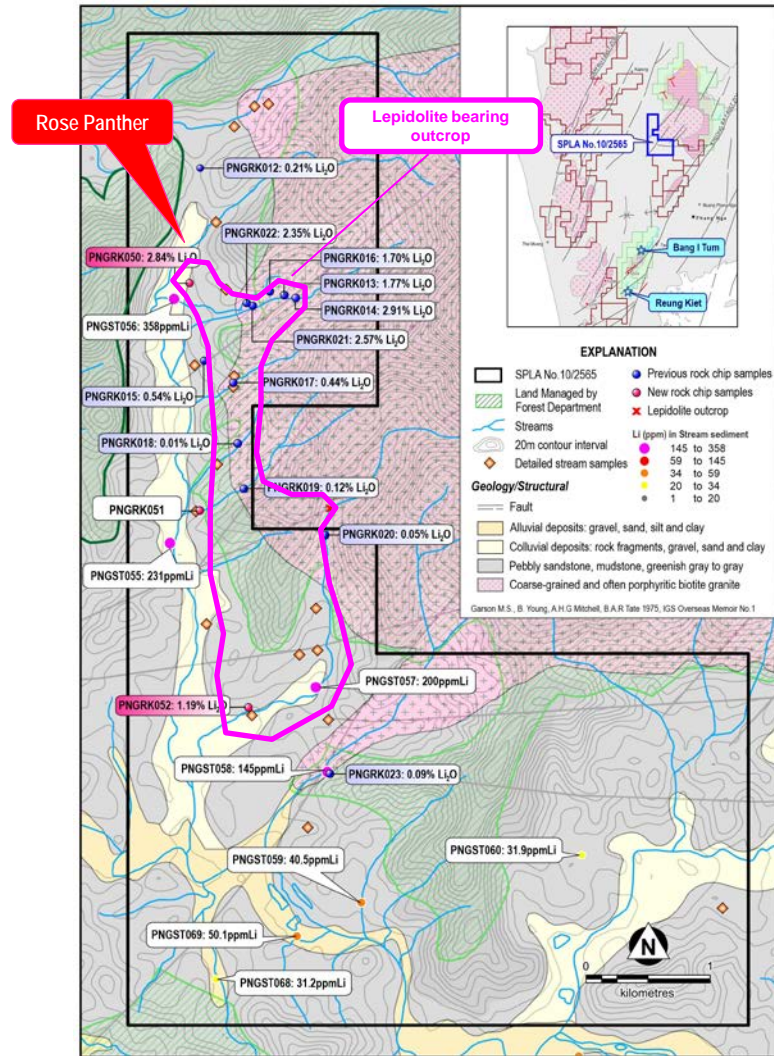 Rose Panther
Lepidolite bearing
outcrop
PNGRK012: 0.21% Li₂O
PNGRK022: 2.35% Li₂O
PNGRK050: 2.84% Li₂O
PNGRK016: 1.70% Li₂O
PNGRK013: 1.77% Li₂O
PNGRK014: 2.91% Li₂O
PNGST056: 358ppmLi
PNGRK021: 2.57% Li₂O
PNGRK017: 0.44% Li₂O
PNGRK015: 0.54% Li₂O
PNGRK018: 0.01% Li₂O
PNGRK019: 0.12% Li₂O
PNGRK051
PNGRK020: 0.05% Li₂O
PNGST055: 231ppmLi
PNGST057: 200ppmLi
PNGRK052: 1.19% Li₂O
PNGST058: 145ppmLi
PNGRK023: 0.09% Li₂O
PNGST060: 31.9ppmLi
PNGST059: 40.5ppmLi
PNGST069: 50.1ppmLi
PNGST068: 31.2ppmLi
N
0 1
kilometres
SPLA No.10/2565
Phang Nga
Bang I Tum
Reung Kiet
EXPLANATION
SPLA No.10/2565
Land Managed by
Forest Department
Streams
20m contour interval
Detailed stream samples
Previous rock chip samples
New rock chip samples
Lepidolite outcrop
Li (ppm) in Stream sediment
145 to 358
59 to 145
34 to 59
20 to 34
1 to 20
Geology/Structural
Fault
Alluvial deposits: gravel, sand, silt and clay
Colluvial deposits: rock fragments, gravel, sand and clay
Pebbly sandstone, mudstone, greenish gray to gray
Coarse-grained and often porphyritic biotite granite
Garson M.S., B. Young, A.H.G Mitchell, B.A.R Tate 1975, IGS Overseas Memoir No.1